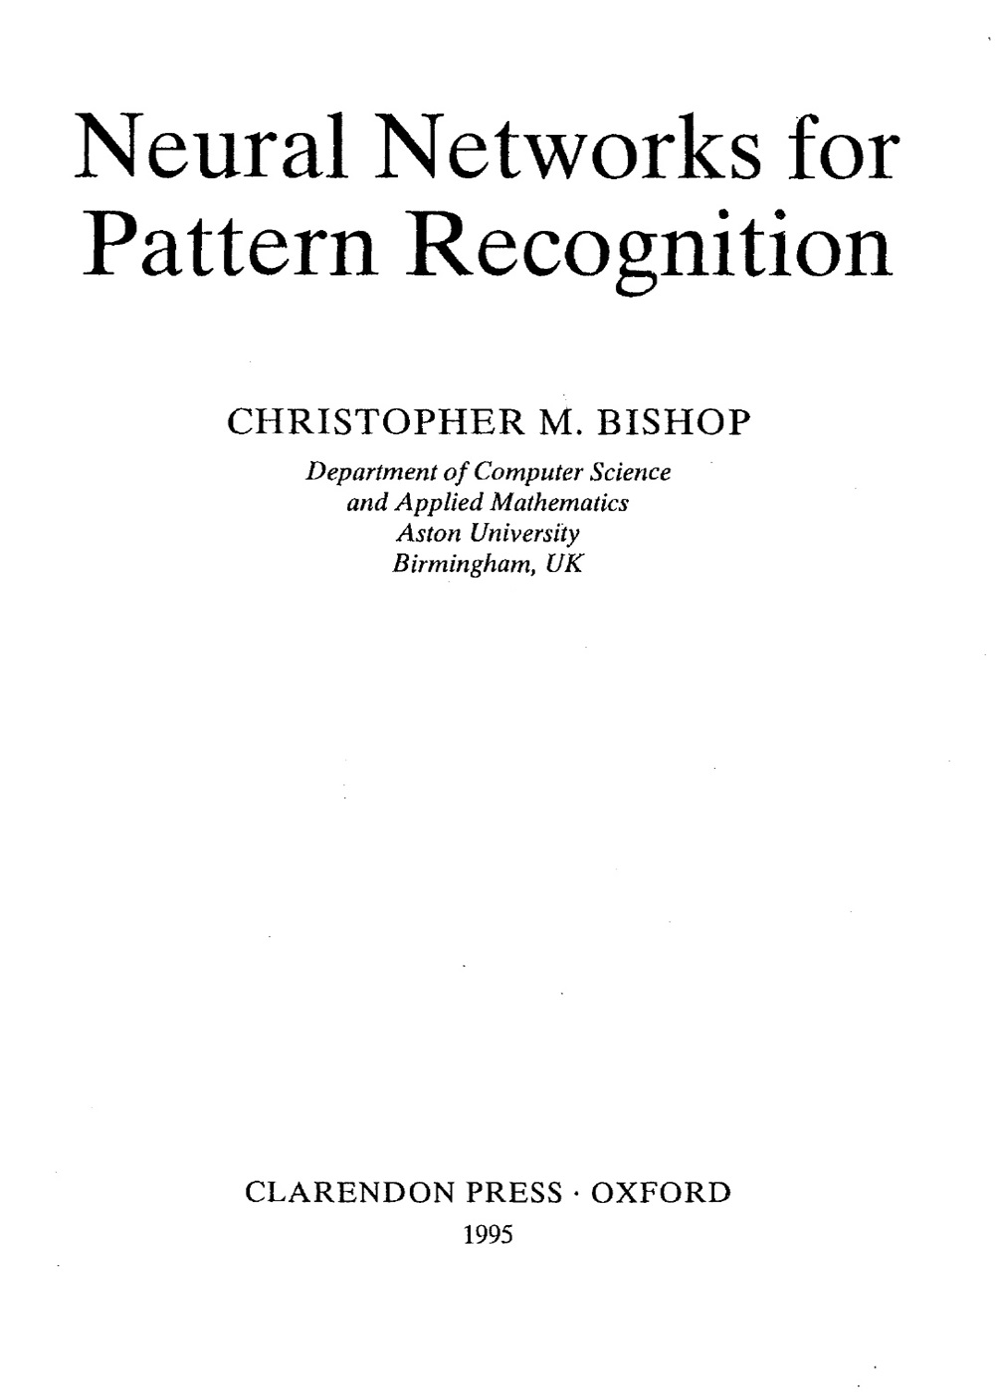 Neural Networks for
Pattern Recognition
CHRISTOPHER M. BISHOP
Department of Computer Science
and Applied Mathematics
Aston University
Birmingham, UK
CLARENDON PRESS · OXFORD
1995